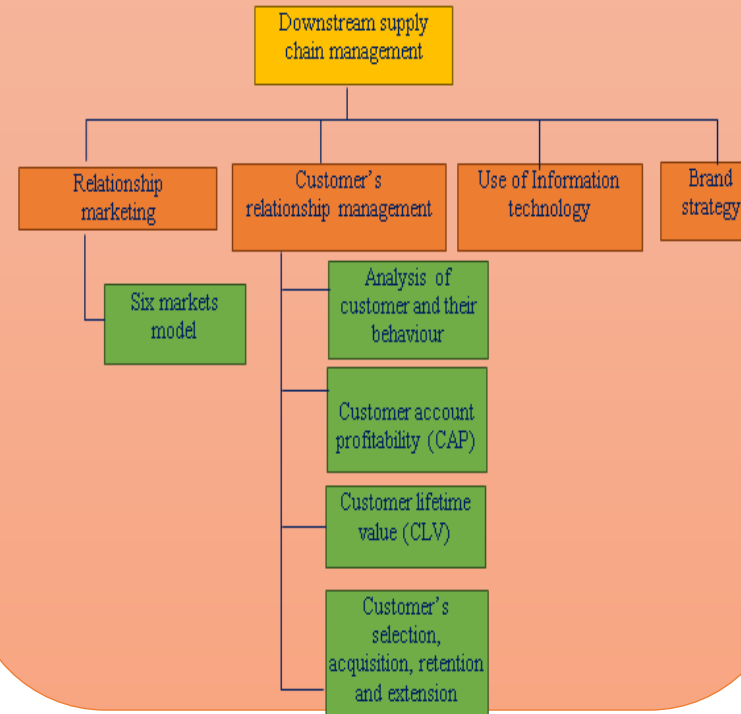 Downstream supply
chain management
Relationship
marketing
Customer's
relationship management
Use of Information
technology
Brand
strategy
Six markets
model
Analysis of
customer and their
behaviour
Customer account
profitability (CAP)
Customer lifetime
value (CLV)
Customer's
selection,
acquisition, retention
and extension